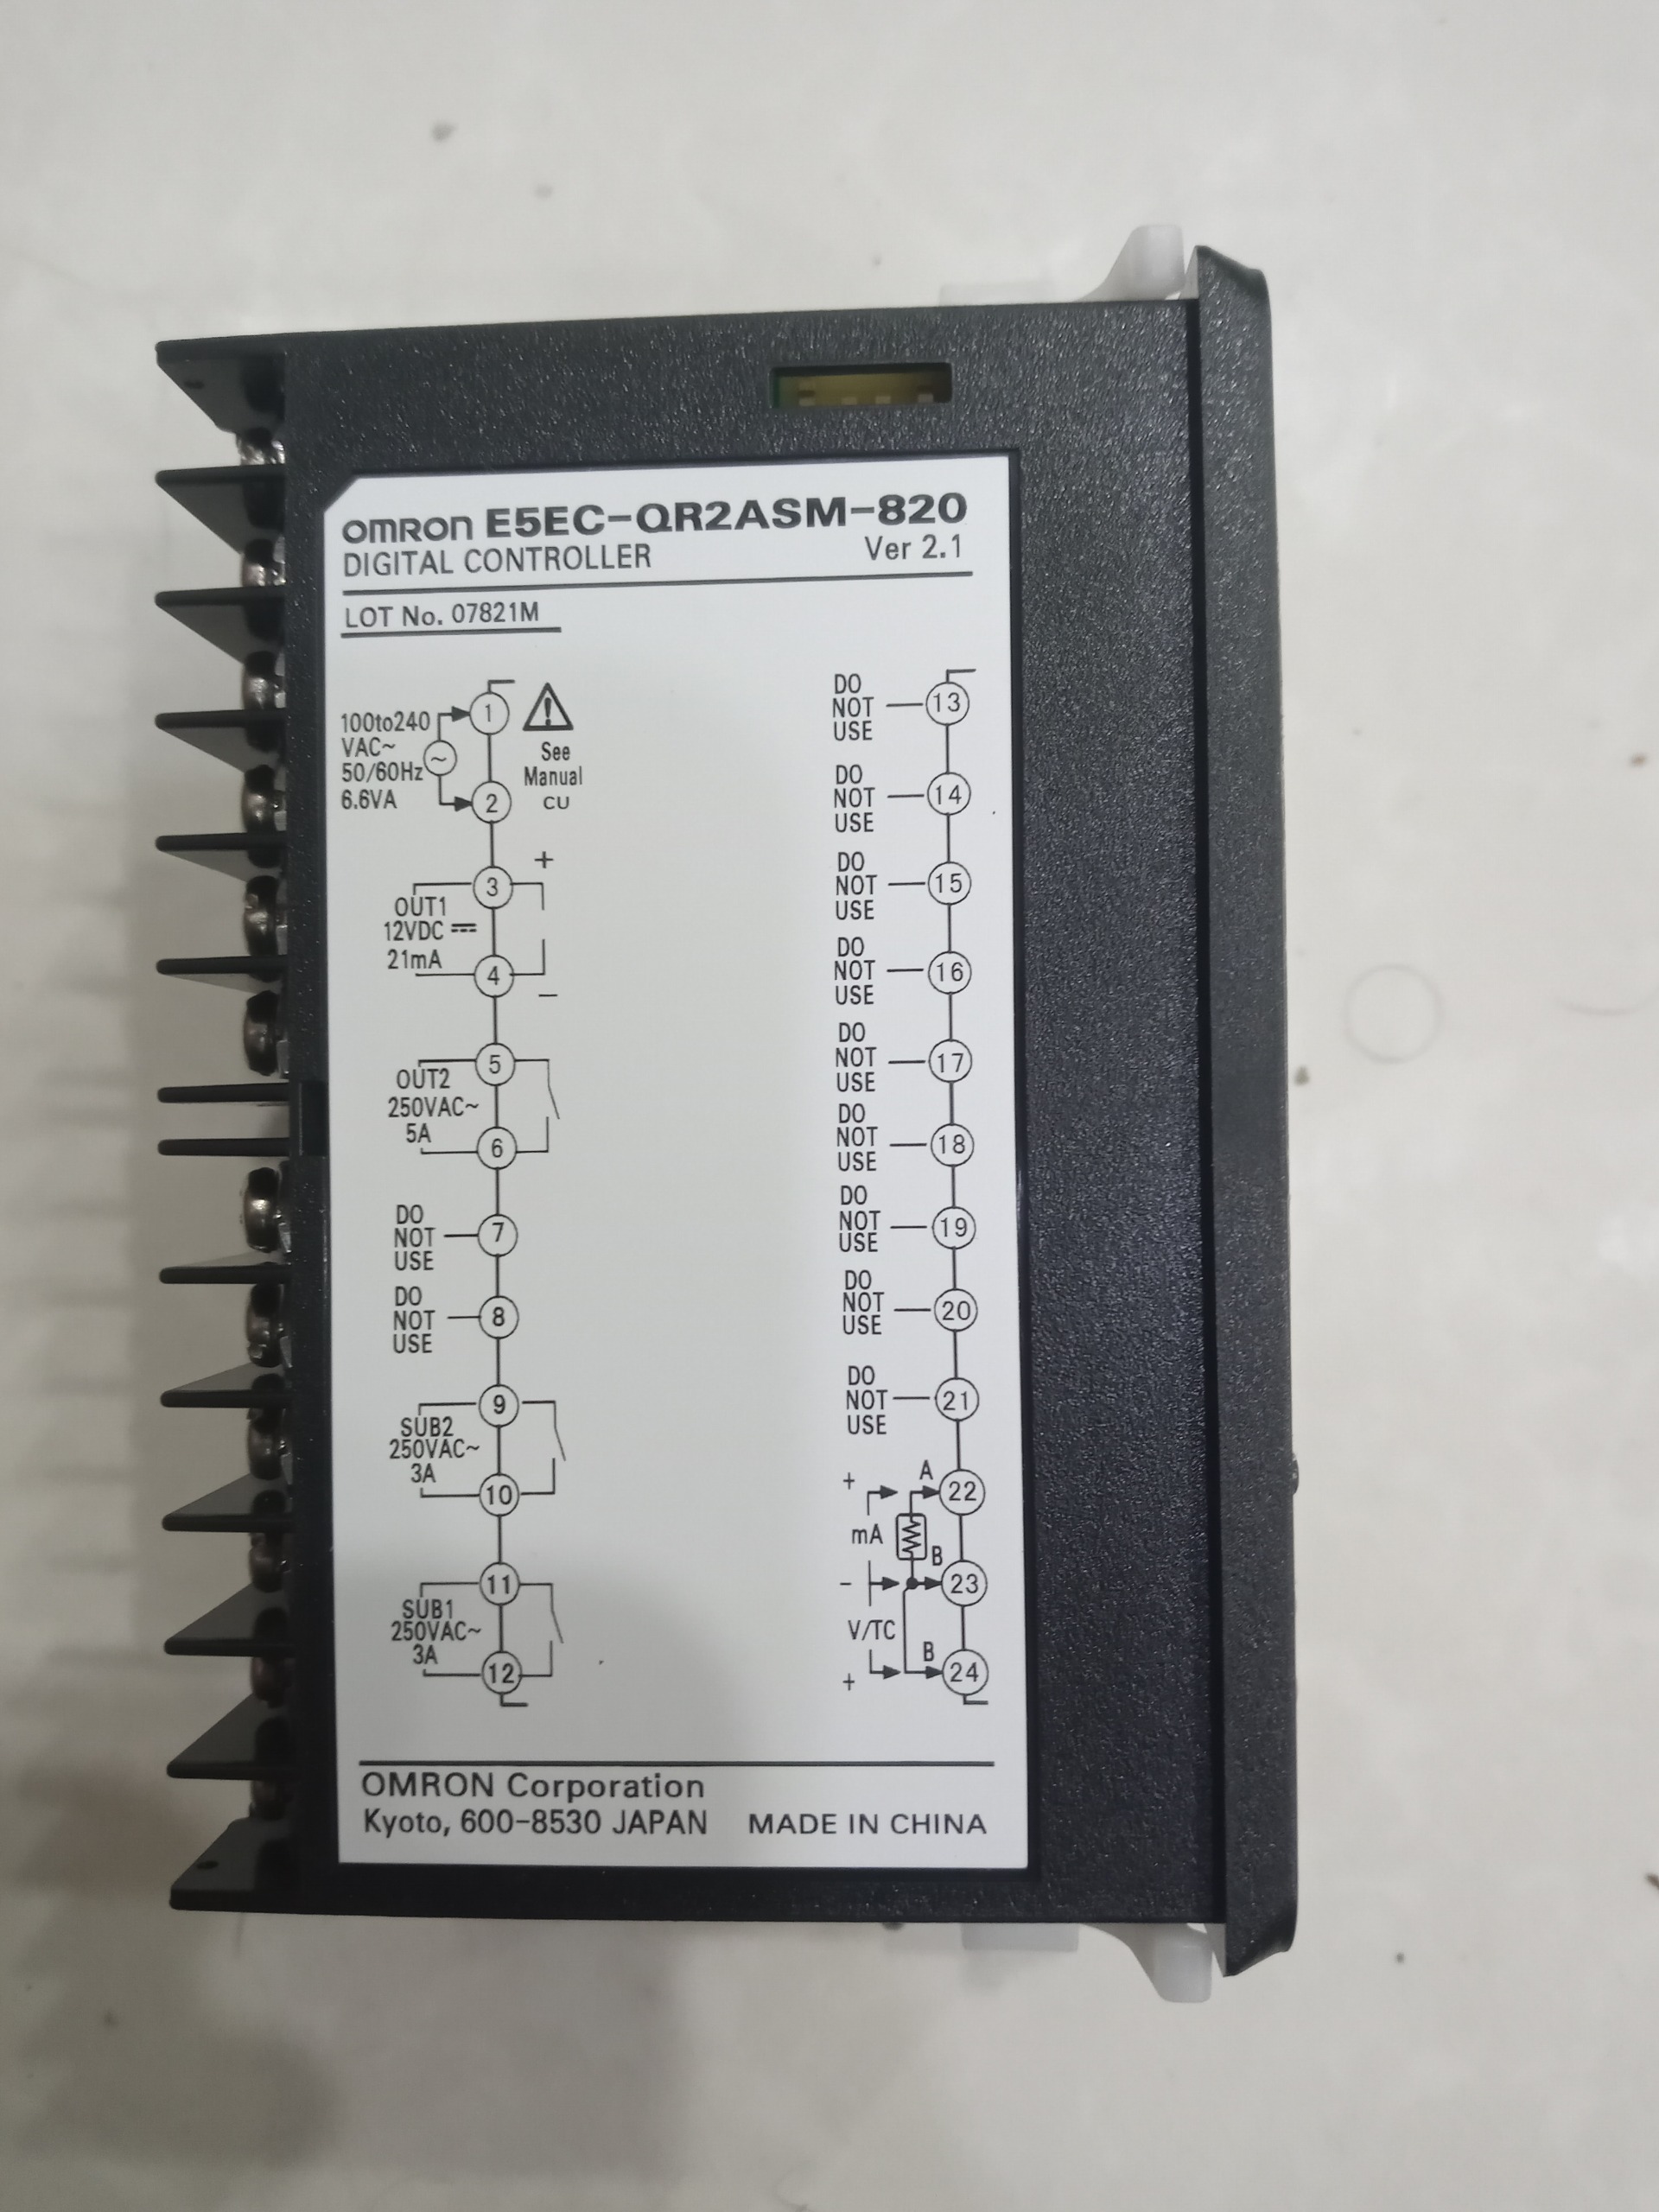 OMRON E5EC-QR2ASM-820
DIGITAL CONTROLLER Ver 2.1
LOT No. 07821M
100to240
VAC~
50/60Hz
6.6VA
~
1
2
See
Manual
CU
+
3
OUT1
12VDC
21mA
4
−
5
OUT2
250VAC~
5A
6
DO
NOT
USE
7
DO
NOT
USE
8
9
SUB2
250VAC~
3A
10
11
SUB1
250VAC~
3A
12
DO
NOT
USE
13
DO
NOT
USE
14
DO
NOT
USE
15
DO
NOT
USE
16
DO
NOT
USE
17
DO
NOT
USE
18
DO
NOT
USE
19
DO
NOT
USE
20
DO
NOT
USE
21
+ A 22
mA
B
− 23
V/TC
B
+ 24
OMRON Corporation
Kyoto, 600-8530 JAPAN MADE IN CHINA